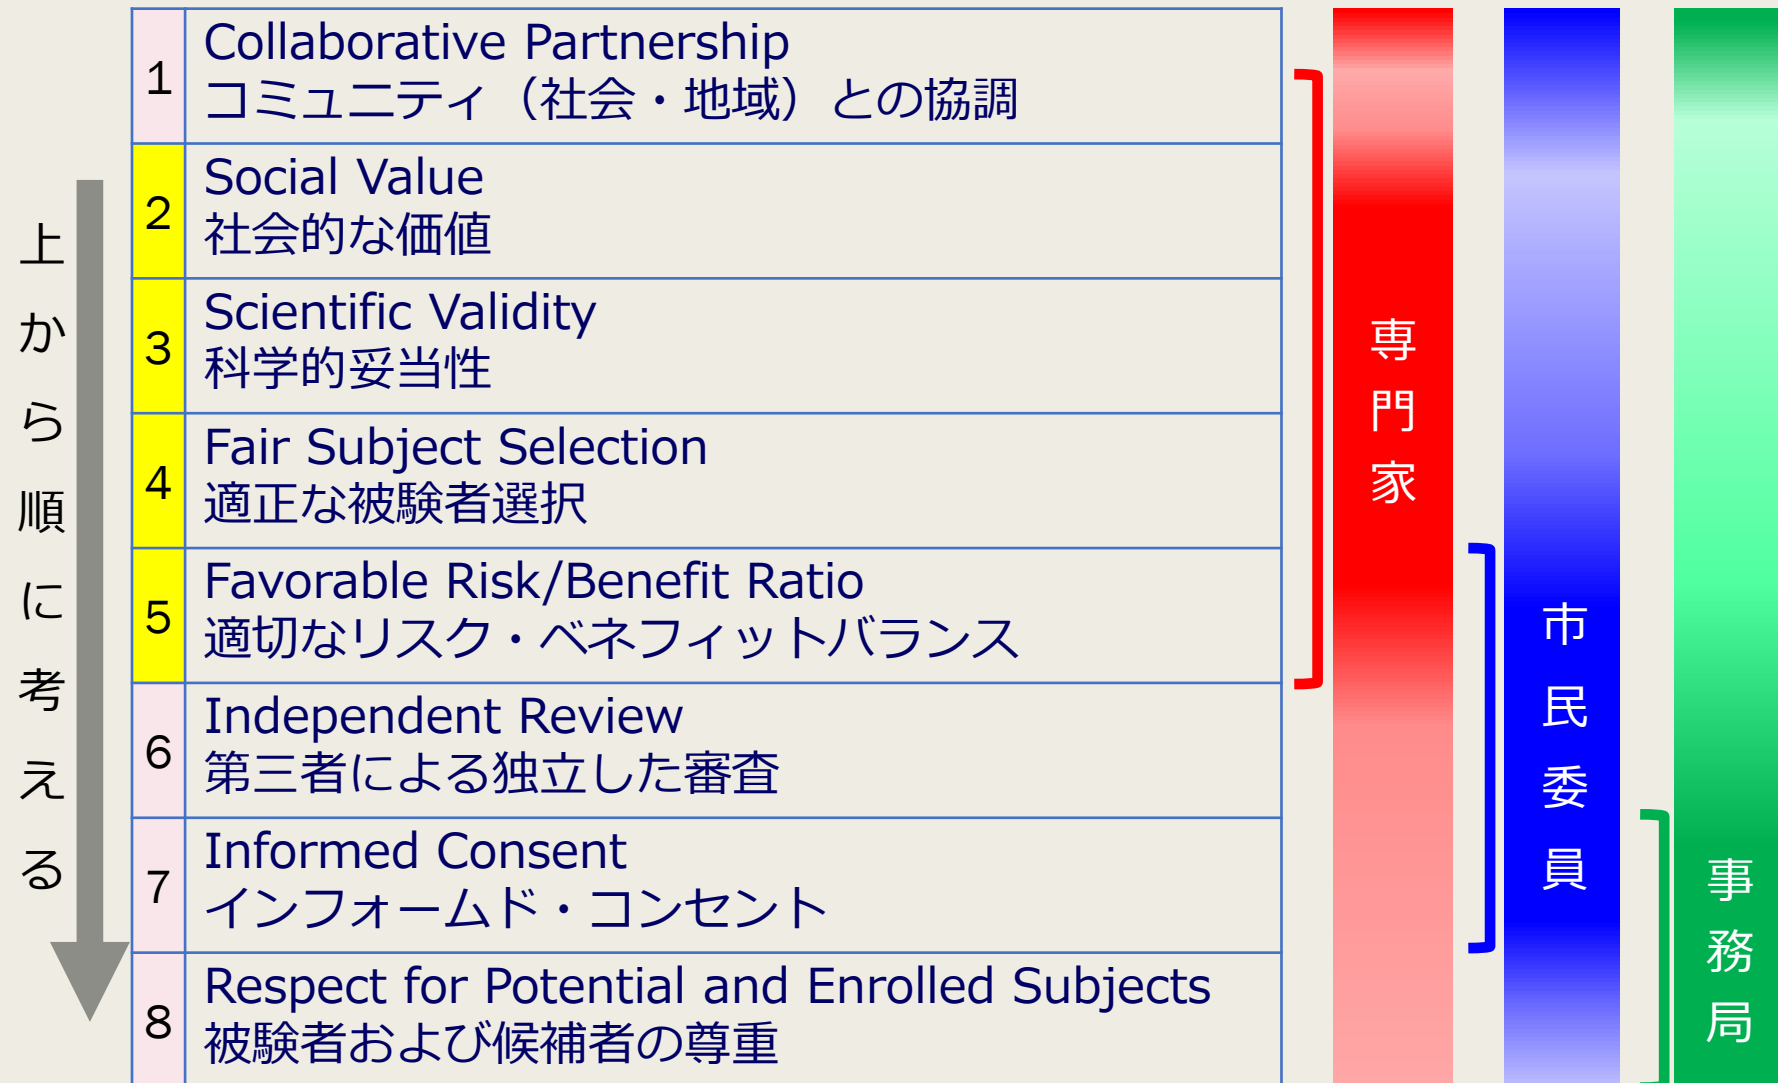 上から順に考える
1
Collaborative Partnership
コミュニティ（社会・地域）との協調
2
Social Value
社会的な価値
3
Scientific Validity
科学的妥当性
4
Fair Subject Selection
適正な被験者選択
5
Favorable Risk/Benefit Ratio
適切なリスク・ベネフィットバランス
6
Independent Review
第三者による独立した審査
7
Informed Consent
インフォームド・コンセント
8
Respect for Potential and Enrolled Subjects
被験者および候補者の尊重
専門家
市民委員
事務局